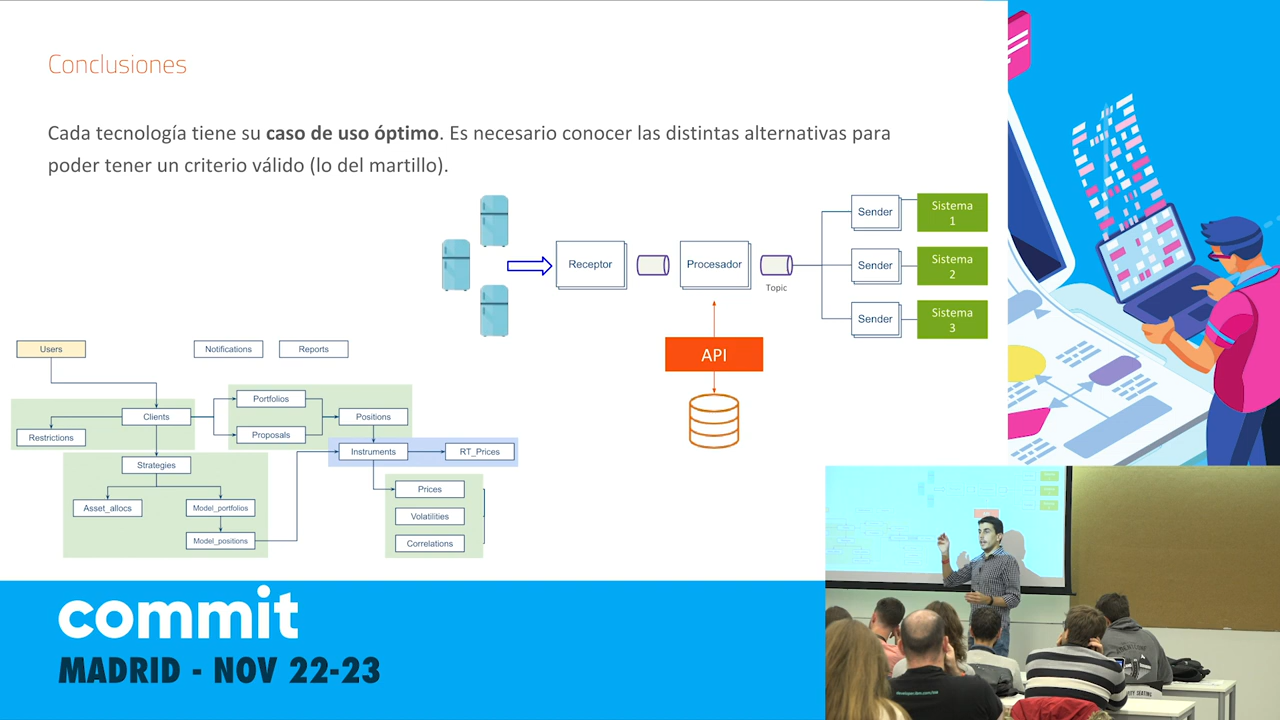 Conclusiones
Cada tecnología tiene su caso de uso óptimo. Es necesario conocer las distintas alternativas para
poder tener un criterio válido (lo del martillo).
Receptor
Procesador
Topic
Sender
Sistema
1
Sender
Sistema
2
Sender
Sistema
3
API
Users
Notifications
Reports
Clients
Restrictions
Portfolios
Proposals
Positions
Instruments
RT_Prices
Strategies
Asset_allocs
Model_portfolios
Model_positions
Prices
Volatilities
Correlations
commit
MADRID - NOV 22-23